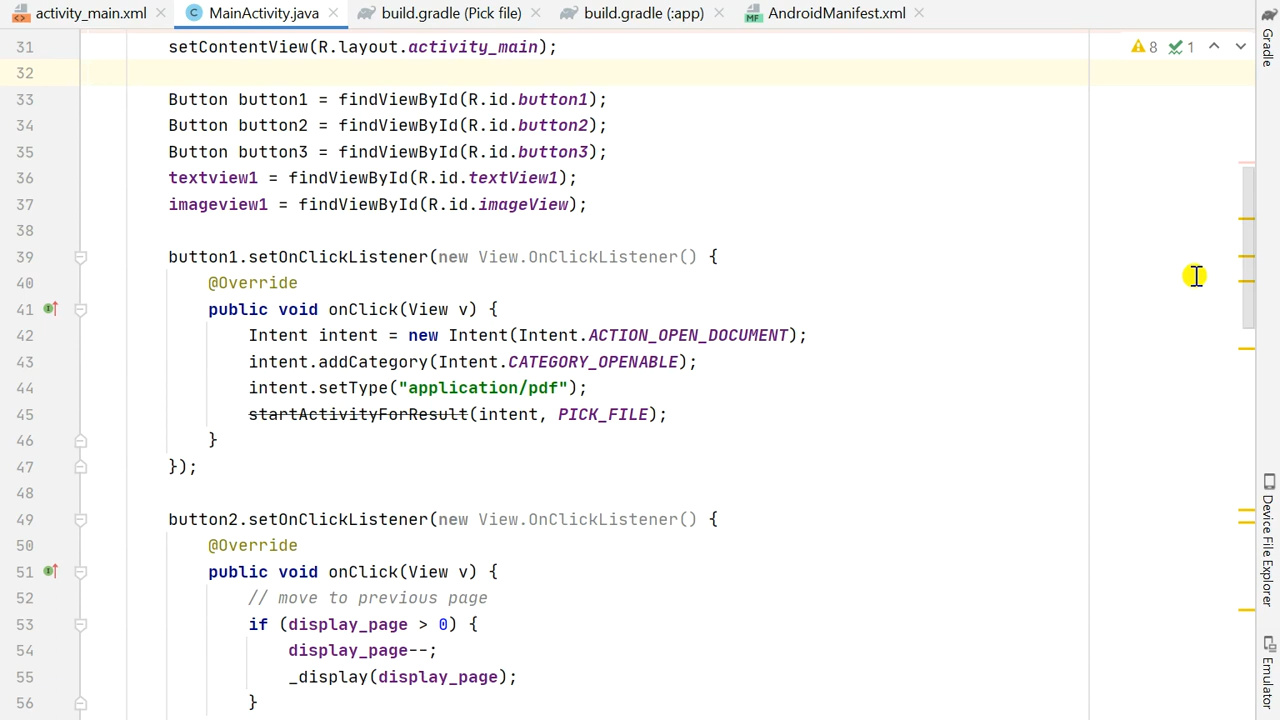 activity_main.xml MainActivity.java build.gradle (Pick file) build.gradle (:app) AndroidManifest.xml
31 setContentView(R.layout.activity_main);
8 1
32
33 Button button1 = findViewById(R.id.button1);
34 Button button2 = findViewById(R.id.button2);
35 Button button3 = findViewById(R.id.button3);
36 textview1 = findViewById(R.id.textView1);
37 imageview1 = findViewById(R.id.imageView);
38
39 button1.setOnClickListener(new View.OnClickListener() {
40 @Override
41 public void onClick(View v) {
42 Intent intent = new Intent(Intent.ACTION_OPEN_DOCUMENT);
43 intent.addCategory(Intent.CATEGORY_OPENABLE);
44 intent.setType("application/pdf");
45 startActivityForResult(intent, PICK_FILE);
46 }
47 });
48
49 button2.setOnClickListener(new View.OnClickListener() {
50 @Override
51 public void onClick(View v) {
52 // move to previous page
53 if (display_page > 0) {
54 display_page--;
55 _display(display_page);
56 }
Gradle
Device File Explorer
Emulator